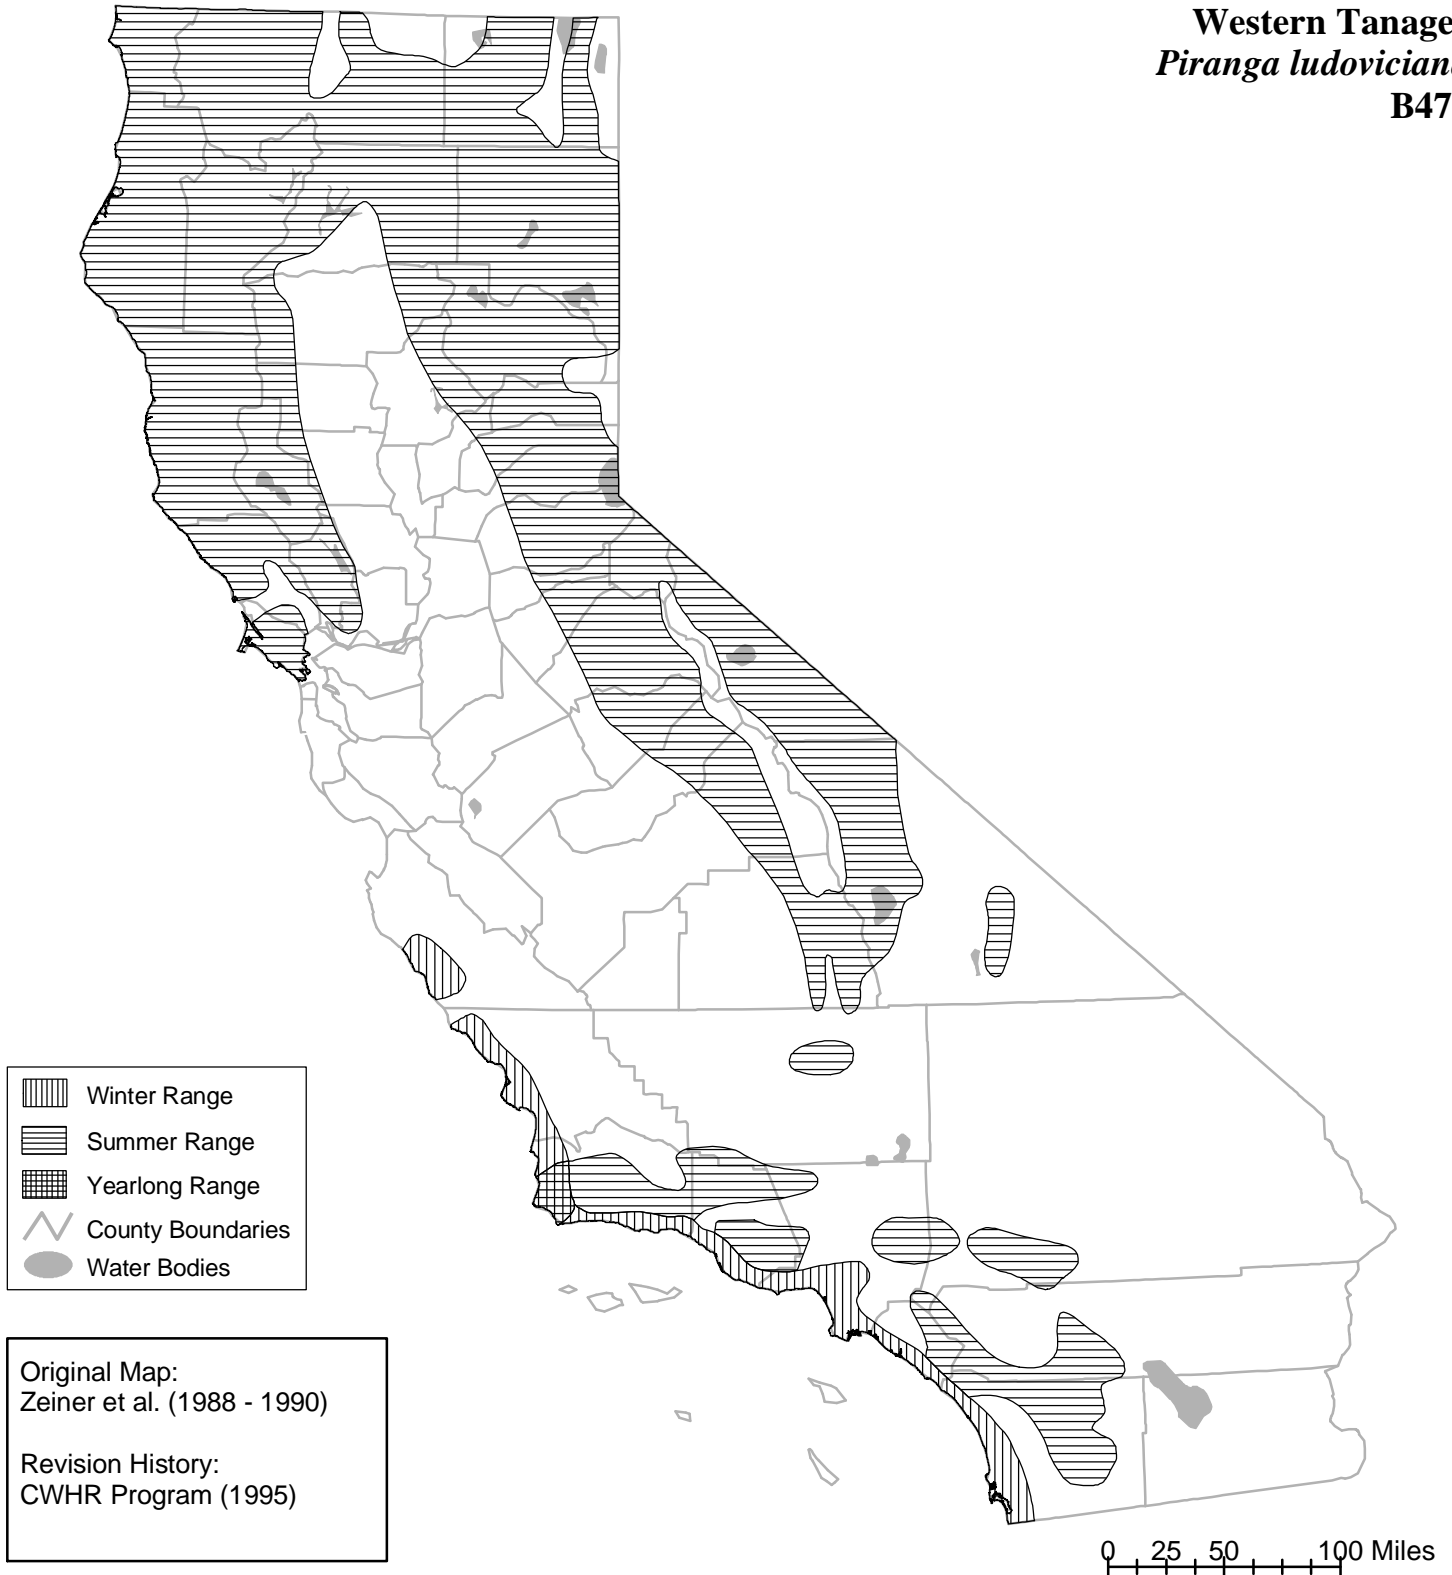 Western Tanage
Piranga ludovician
B47
Winter Range
Summer Range
Yearlong Range
County Boundaries
Water Bodies
Original Map:
Zeiner et al. (1988 - 1990)
Revision History:
CWHR Program (1995)
0 25 50 100 Miles